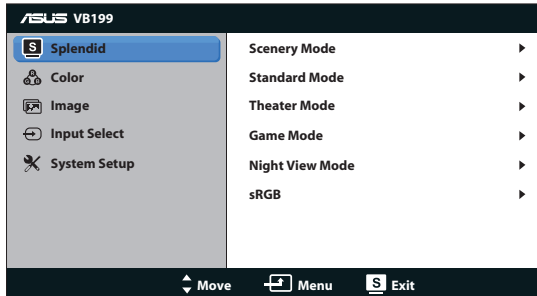 ASUS VB199
S Splendid
Color
Image
Input Select
System Setup
Scenery Mode
Standard Mode
Theater Mode
Game Mode
Night View Mode
sRGB
Move Menu S Exit